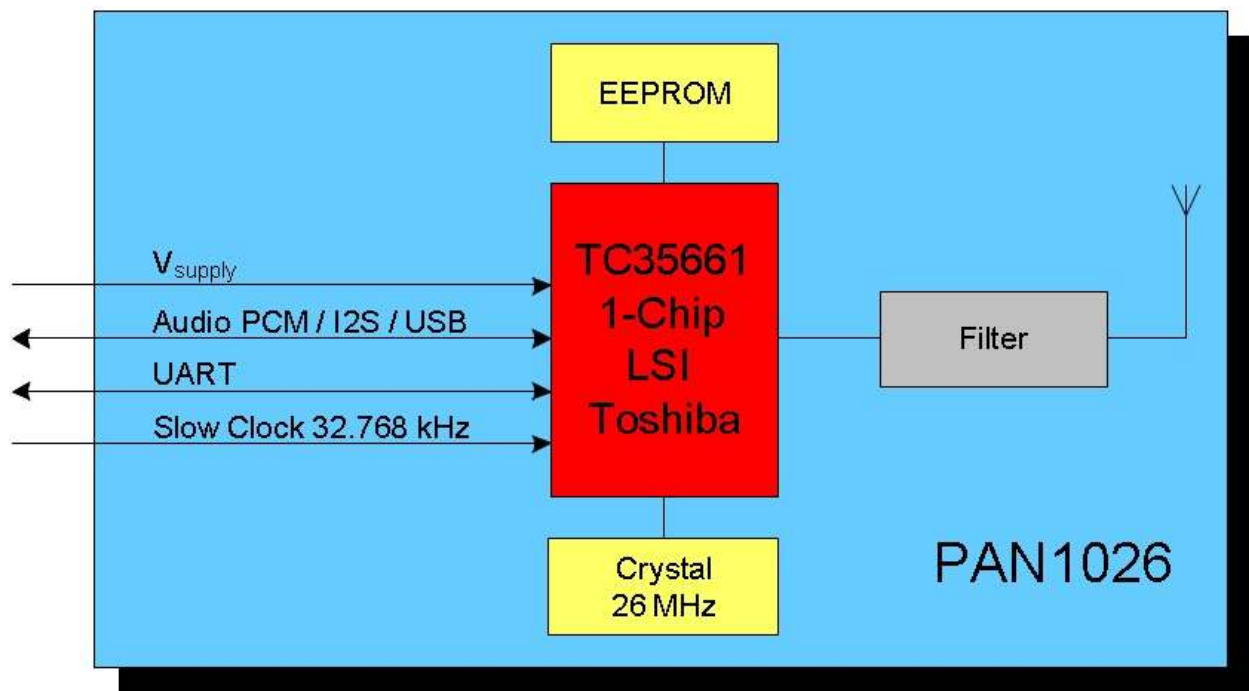 EEPROM
Vsupply
Audio PCM / I2S / USB
UART
Slow Clock 32.768 kHz
TC35661
1-Chip
LSI
Toshiba
Filter
Crystal
26 MHz
PAN1026